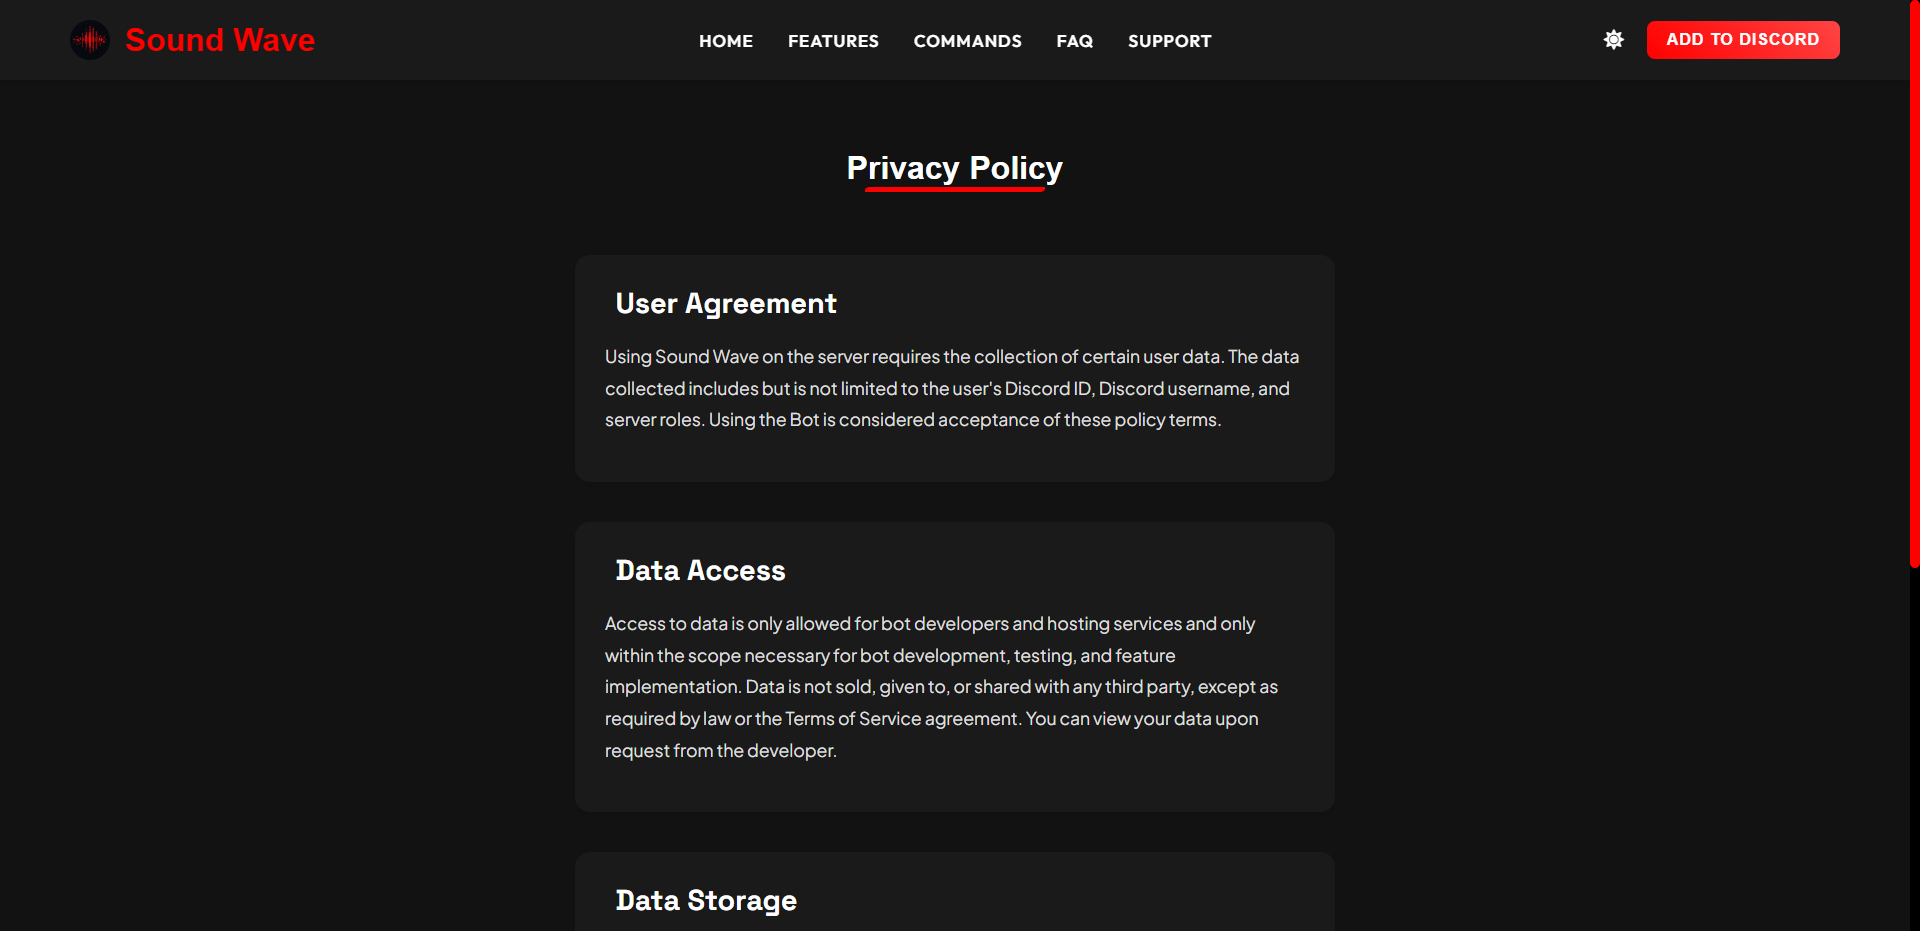 Sound Wave
HOME FEATURES COMMANDS FAQ SUPPORT
ADD TO DISCORD
Privacy Policy
User Agreement
Using Sound Wave on the server requires the collection of certain user data. The data
collected includes but is not limited to the user's Discord ID, Discord username, and
server roles. Using the Bot is considered acceptance of these policy terms.
Data Access
Access to data is only allowed for bot developers and hosting services and only
within the scope necessary for bot development, testing, and feature
implementation. Data is not sold, given to, or shared with any third party, except as
required by law or the Terms of Service agreement. You can view your data upon
request from the developer.
Data Storage